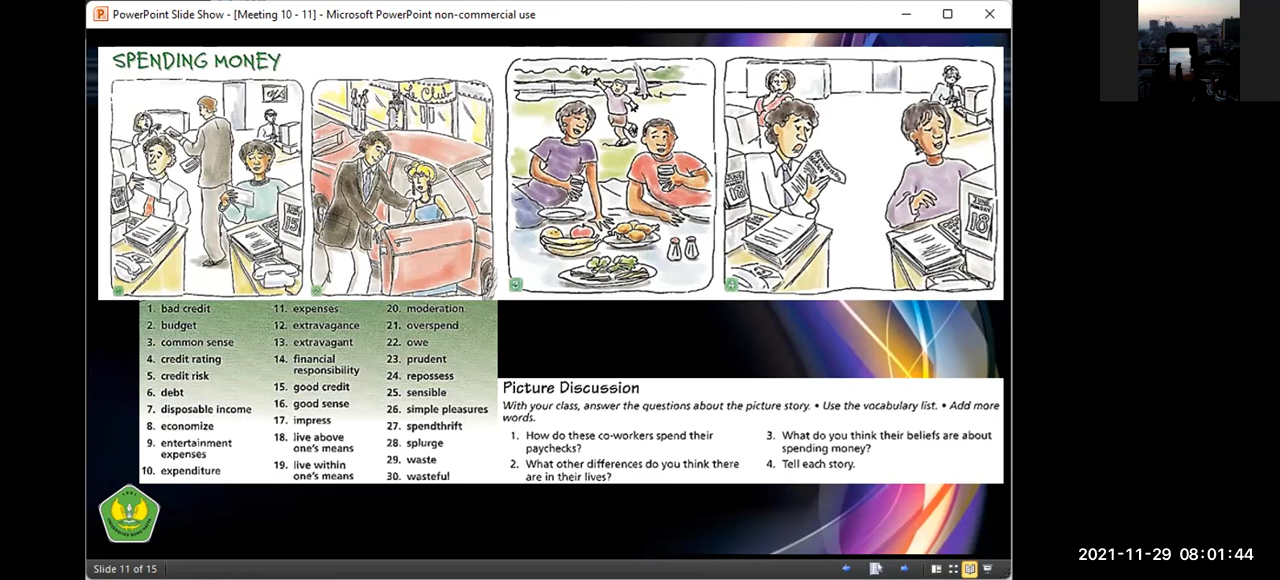 PowerPoint Slide Show - [Meeting 10 - 11] - Microsoft PowerPoint non-commercial use
SPENDING MONEY
La Club
18
JUNE
18
1. bad credit
2. budget
3. common sense
4. credit rating
5. credit risk
6. debt
7. disposable income
8. economize
9. entertainment
expenses
10. expenditure
11. expenses
12. extravagance
13. extravagant
14. financial
responsibility
15. good credit
16. good sense
17. impress
18. live above
one's means
19. live within
one's means
20. moderation
21. overspend
22. owe
23. prudent
24. repossess
25. sensible
26. simple pleasures
27. spendthrift
28. splurge
29. waste
30. wasteful
Picture Discussion
With your class, answer the questions about the picture story. • Use the vocabulary list. • Add more
words.
1. How do these co-workers spend their
paychecks?
2. What other differences do you think there
are in their lives?
3. What do you think their beliefs are about
spending money?
4. Tell each story.
Slide 11 of 15
2021-11-29 08:01:44